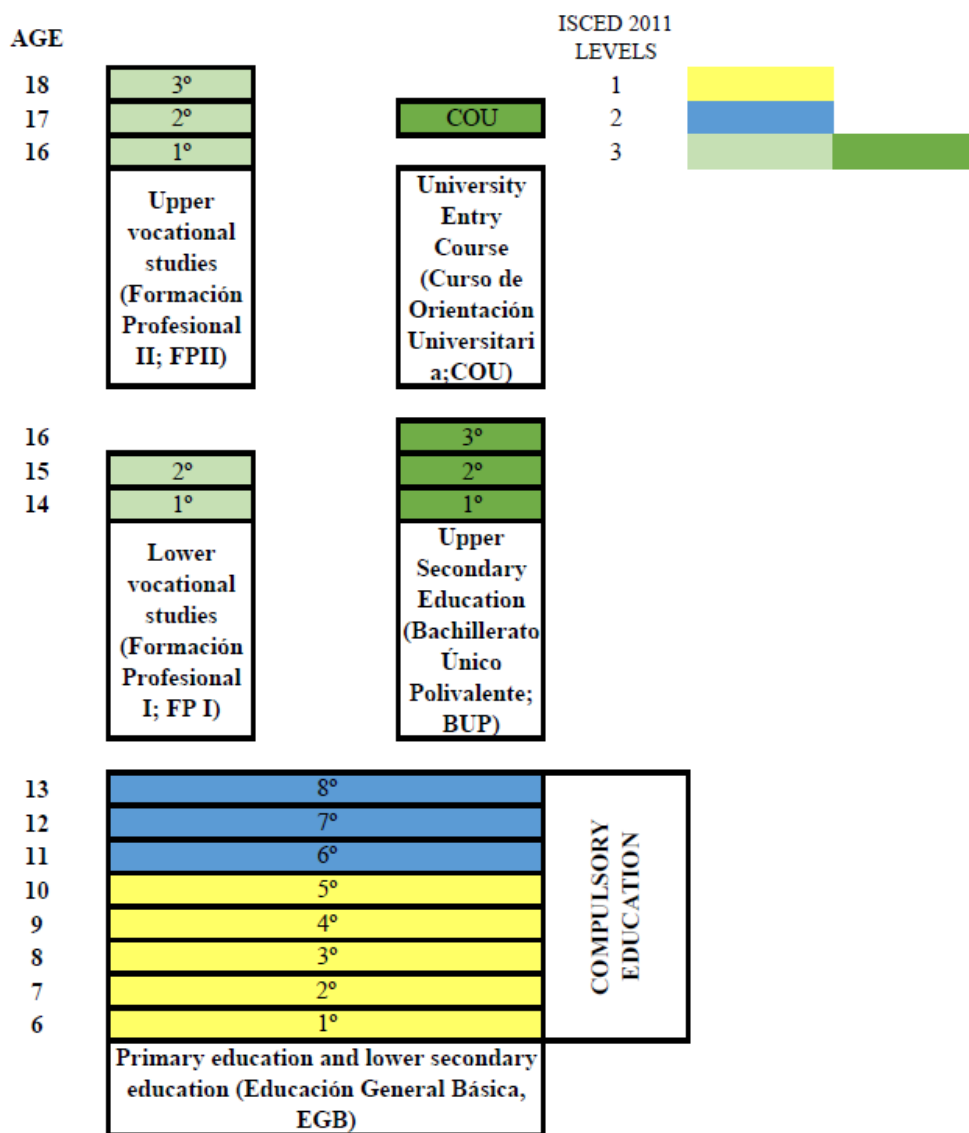 AGE
ISCED 2011
LEVELS
18 3º 1
17 2º COU 2
16 1º 3
Upper
vocational
studies
(Formación
Profesional
II; FPII)
University
Entry
Course
(Curso de
Orientación
Universitari
a;COU)
16 3º
15 2º 2º
14 1º 1º
Lower
vocational
studies
(Formación
Profesional
I; FP I)
Upper
Secondary
Education
(Bachillerato
Único
Polivalente;
BUP)
13 8º
12 7º
11 6º
10 5º
9 4º
8 3º
7 2º
6 1º
COMPULSORY
EDUCATION
Primary education and lower secondary
education (Educación General Básica,
EGB)